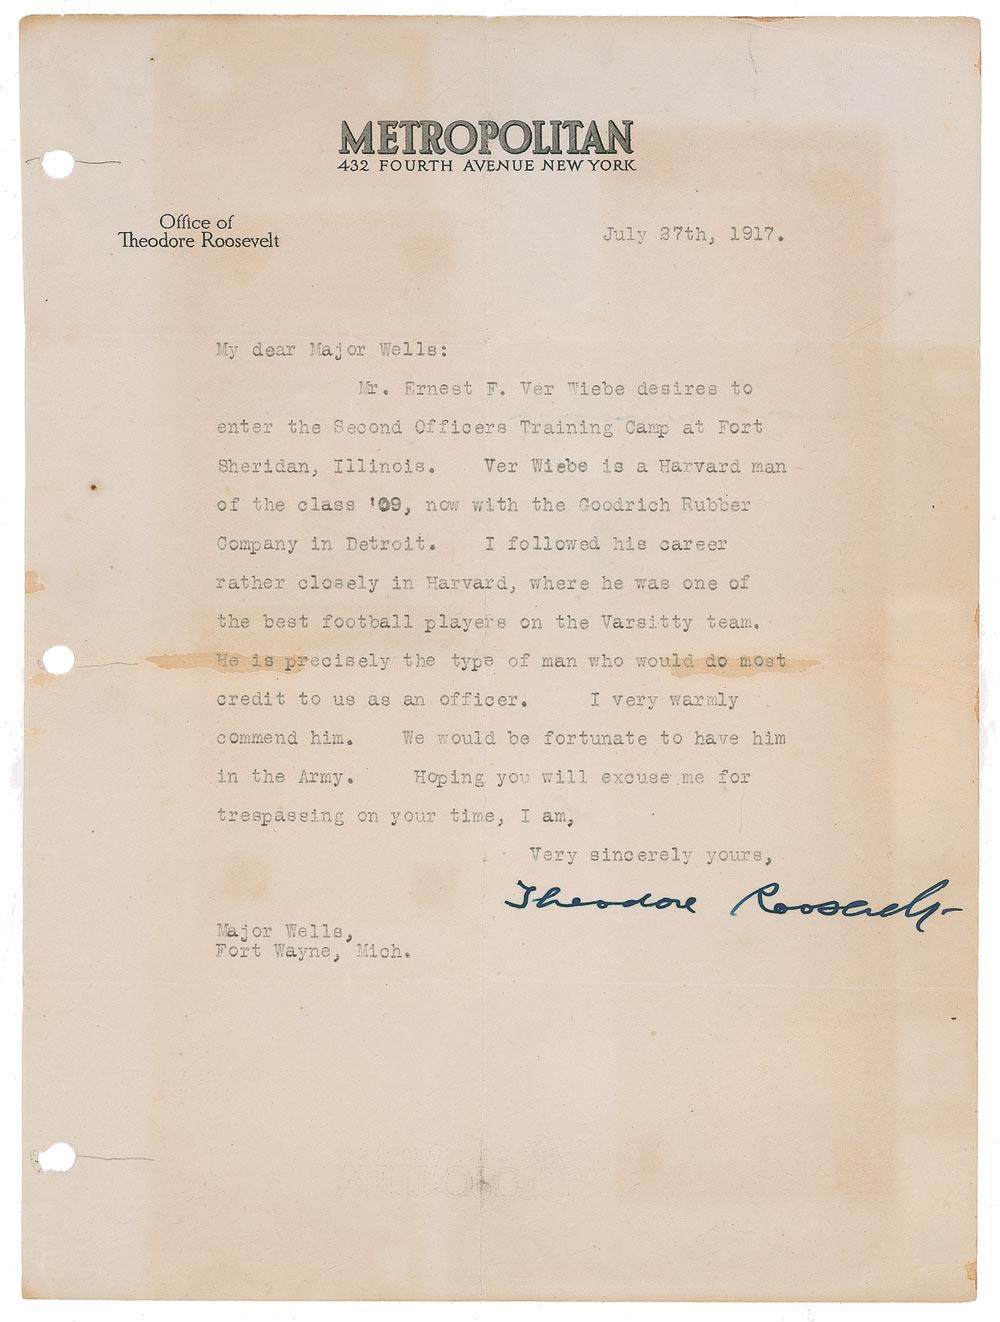 METROPOLITAN
432 FOURTH AVENUE NEW YORK
Office of
Theodore Roosevelt
July 27th, 1917.
My dear Major Wells:
Mr. Ernest F. Ver Wiebe desires to
enter the Second Officers Training Camp at Fort
Sheridan, Illinois. Ver Wiebe is a Harvard man
of the class '09, now with the Goodrich Rubber
Company in Detroit. I followed his career
rather closely in Harvard, where he was one of
the best football players on the Varsitty team.
He is precisely the type of man who would do most
credit to us as an officer. I very warmly
commend him. We would be fortunate to have him
in the Army. Hoping you will excuse me for
trespassing on your time, I am,
Very sincerely yours,
Theodore Roosevelt
Major Wells,
Fort Wayne, Mich.